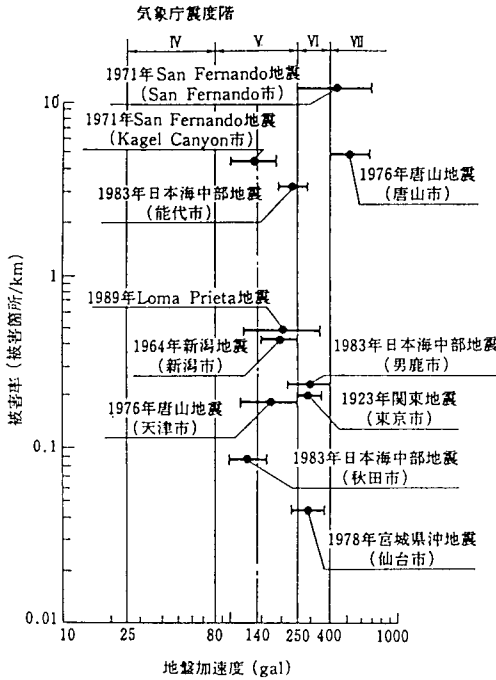 気象庁震度階
IV V VI VII
1971年San Fernando地震
(San Fernando市)
10
1971年San Fernando地震
(Kagel Canyon市)
1976年唐山地震
(唐山市)
1983年日本海中部地震
(能代市)
1
1989年Loma Prieta地震
1964年新潟地震
(新潟市)
1983年日本海中部地震
(男鹿市)
1976年唐山地震
(天津市)
1923年関東地震
(東京市)
0.1
1983年日本海中部地震
(秋田市)
1978年宮城県沖地震
(仙台市)
0.01
被害率(被害箇所/km)
10 25 80 140 250 400 1000
地盤加速度(gal)